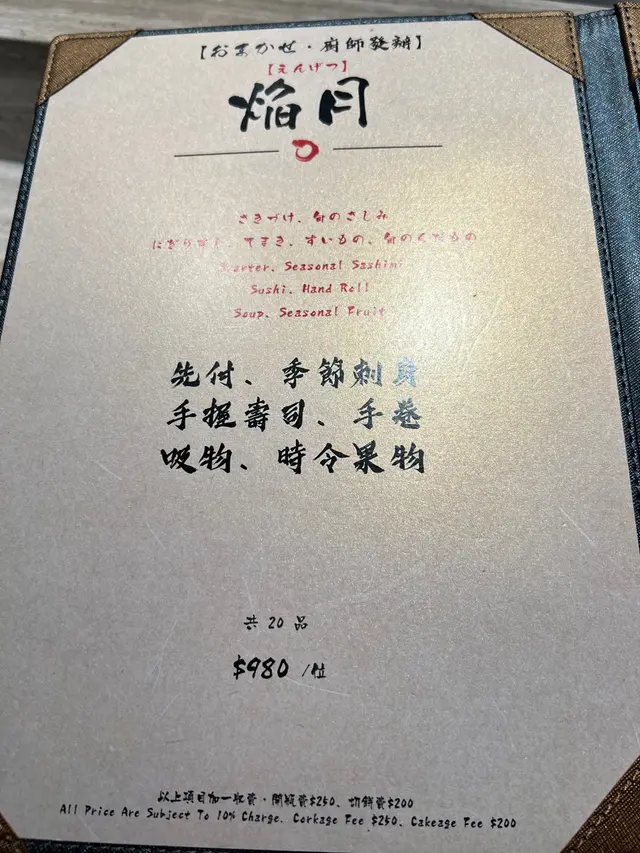 【おまかせ・廚師發辦】
【えんげつ】
焔月
さきづけ、旬のさしみ
にぎりずし、てまき、すいもの、旬のくだもの
Starter、Seasonal Sashimi
Sushi、Hand Roll
Soup、Seasonal Fruit
先付、季節刺身
手握壽司、手卷
吸物、時令果物
共 20 品
$980 /位
以上項目加一收費・開瓶費$250、切餅費$200
All Price Are Subject To 10% Charge. Corkage Fee $250. Cakeage Fee $200